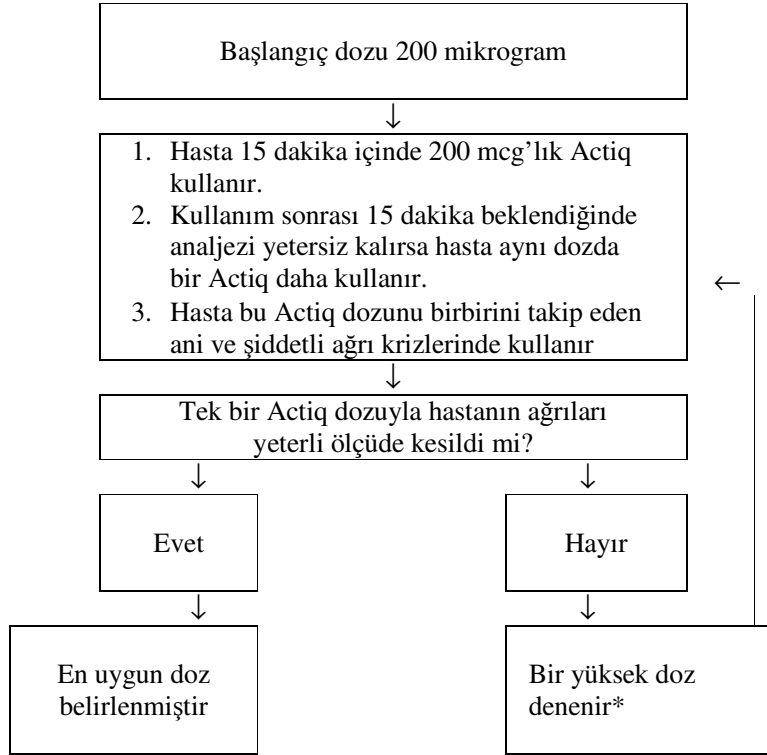 Başlangıç dozu 200 mikrogram
↓
1. Hasta 15 dakika içinde 200 mcg’lık Actiq
kullanır.
2. Kullanım sonrası 15 dakika beklendiğinde
analjezi yetersiz kalırsa hasta aynı dozda
bir Actiq daha kullanır.
3. Hasta bu Actiq dozunu birbirini takip eden
ani ve şiddetli ağrı krizlerinde kullanır
←
↓
Tek bir Actiq dozuyla hastanın ağrıları
yeterli ölçüde kesildi mi?
↓ ↓
Evet Hayır
↓ ↓
En uygun doz
belirlenmiştir
Bir yüksek doz
denenir*